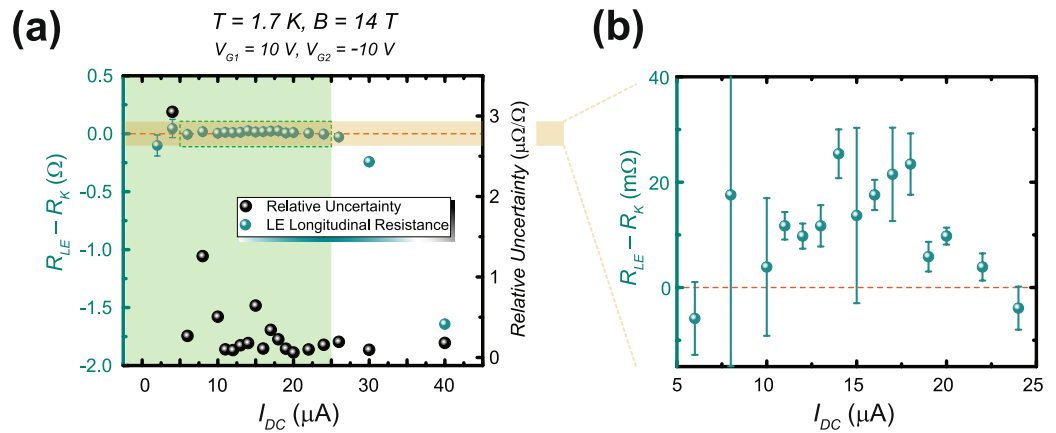 (a)
T = 1.7 K, B = 14 T
V_G1 = 10 V, V_G2 = -10 V
0.5
0.0
-0.5
-1.0
-1.5
-2.0
R_LE – R_K (Ω)
3
2
1
0
Relative Uncertainty (μΩ/Ω)
Relative Uncertainty
LE Longitudinal Resistance
0 10 20 30 40
I_DC (μA)
(b)
40
20
0
R_LE – R_K (mΩ)
5 10 15 20 25
I_DC (μA)